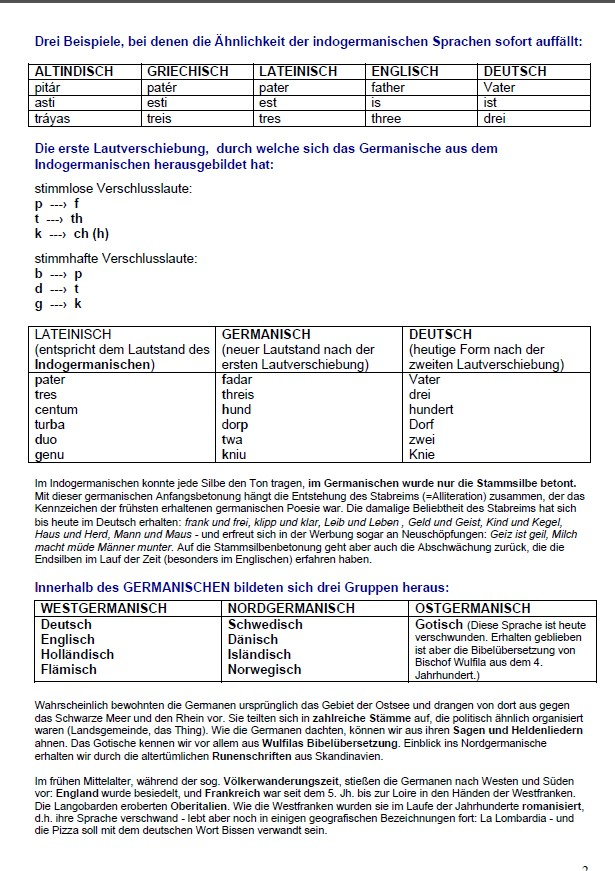 Drei Beispiele, bei denen die Ähnlichkeit der indogermanischen Sprachen sofort auffällt:
ALTINDISCH GRIECHISCH LATEINISCH ENGLISCH DEUTSCH
pitár patér pater father Vater
asti esti est is ist
tráyas treis tres three drei
Die erste Lautverschiebung, durch welche sich das Germanische aus dem
Indogermanischen herausgebildet hat:
stimmlose Verschlusslaute:
p ---› f
t ---› th
k ---› ch (h)
stimmhafte Verschlusslaute:
b ---› p
d ---› t
g ---› k
LATEINISCH GERMANISCH DEUTSCH
(entspricht dem Lautstand des (neuer Lautstand nach der (heutige Form nach der
Indogermanischen) ersten Lautverschiebung) zweiten Lautverschiebung)
pater fadar Vater
tres threis drei
centum hund hundert
turba dorp Dorf
duo twa zwei
genu kniu Knie
Im Indogermanischen konnte jede Silbe den Ton tragen, im Germanischen wurde nur die Stammsilbe betont.
Mit dieser germanischen Anfangsbetonung hängt die Entstehung des Stabreims (=Alliteration) zusammen, der das
Kennzeichen der frühsten erhaltenen germanischen Poesie war. Die damalige Beliebtheit des Stabreims hat sich
bis heute im Deutsch erhalten: frank und frei, klipp und klar, Leib und Leben , Geld und Geist, Kind und Kegel,
Haus und Herd, Mann und Maus - und erfreut sich in der Werbung sogar an Neuschöpfungen: Geiz ist geil, Milch
macht müde Männer munter. Auf die Stammsilbenbetonung geht aber auch die Abschwächung zurück, die die
Endsilben im Lauf der Zeit (besonders im Englischen) erfahren haben.
Innerhalb des GERMANISCHEN bildeten sich drei Gruppen heraus:
WESTGERMANISCH NORDGERMANISCH OSTGERMANISCH
Deutsch Schwedisch Gotisch (Diese Sprache ist heute
Englisch Dänisch verschwunden. Erhalten geblieben
Holländisch Isländisch ist aber die Bibelübersetzung von
Flämisch Norwegisch Bischof Wulfila aus dem 4.
Jahrhundert.)
Wahrscheinlich bewohnten die Germanen ursprünglich das Gebiet der Ostsee und drangen von dort aus gegen
das Schwarze Meer und den Rhein vor. Sie teilten sich in zahlreiche Stämme auf, die politisch ähnlich organisiert
waren (Landsgemeinde, das Thing). Wie die Germanen dachten, können wir aus ihren Sagen und Heldenliedern
ahnen. Das Gotische kennen wir vor allem aus Wulfilas Bibelübersetzung. Einblick ins Nordgermanische
erhalten wir durch die altertümlichen Runenschriften aus Skandinavien.
Im frühen Mittelalter, während der sog. Völkerwanderungszeit, stießen die Germanen nach Westen und Süden
vor: England wurde besiedelt, und Frankreich war seit dem 5. Jh. bis zur Loire in den Händen der Westfranken.
Die Langobarden eroberten Oberitalien. Wie die Westfranken wurden sie im Laufe der Jahrhunderte romanisiert,
d.h. ihre Sprache verschwand - lebt aber noch in einigen geografischen Bezeichnungen fort: La Lombardia - und
die Pizza soll mit dem deutschen Wort Bissen verwandt sein.